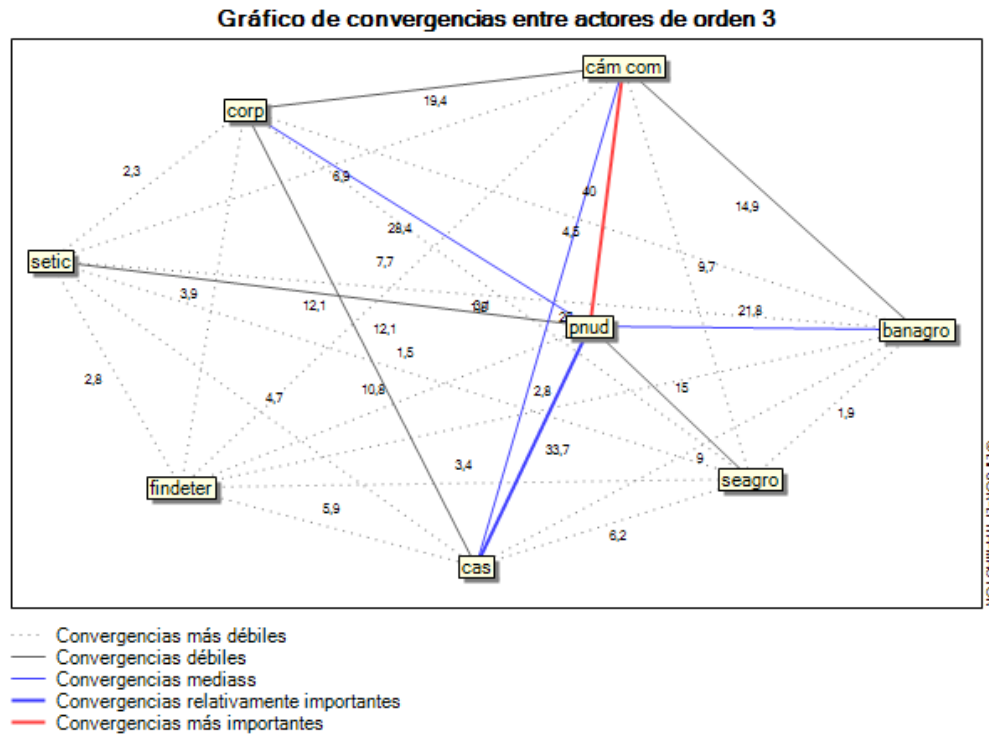 Gráfico de convergencias entre actores de orden 3
cám com
corp
19,4
2,3
6,9
40
14,9
28,4
4,5
7,7
9,7
setic
3,9
12,1
21,8
pnud
banagro
12,1
1,5
2,8
10,8
2,8
15
4,7
1,9
33,7
9
3,4
seagro
findeter
5,9
6,2
cas
Convergencias más débiles
Convergencias débiles
Convergencias mediass
Convergencias relativamente importantes
Convergencias más importantes